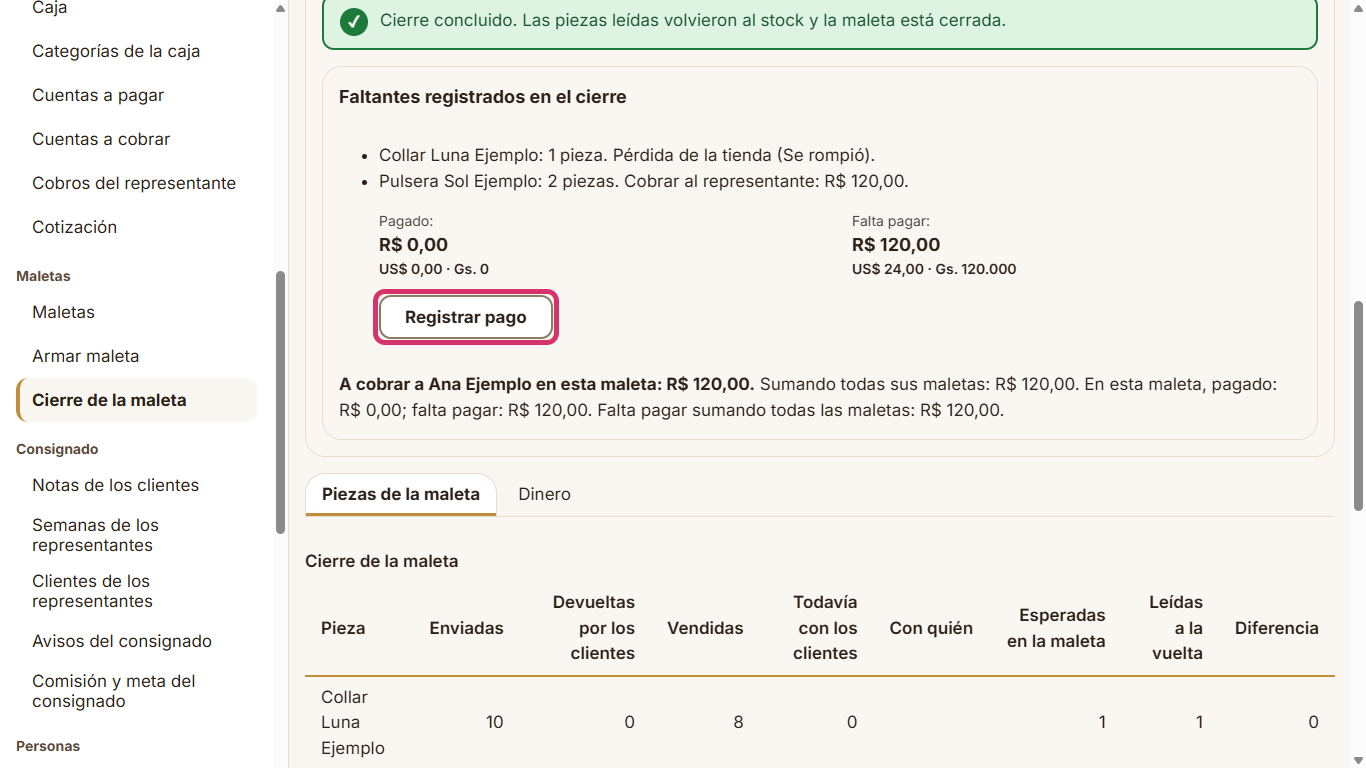 Caja
Categorías de la caja
Cuentas a pagar
Cuentas a cobrar
Cobros del representante
Cotización
Maletas
Maletas
Armar maleta
Cierre de la maleta
Consignado
Notas de los clientes
Semanas de los
representantes
Clientes de los
representantes
Avisos del consignado
Comisión y meta del
consignado
Personas
Cierre concluido. Las piezas leídas volvieron al stock y la maleta está cerrada.
Faltantes registrados en el cierre
• Collar Luna Ejemplo: 1 pieza. Pérdida de la tienda (Se rompió).
• Pulsera Sol Ejemplo: 2 piezas. Cobrar al representante: R$ 120,00.
Pagado:
R$ 0,00
US$ 0,00 · Gs. 0
Falta pagar:
R$ 120,00
US$ 24,00 · Gs. 120.000
Registrar pago
A cobrar a Ana Ejemplo en esta maleta: R$ 120,00. Sumando todas sus maletas: R$ 120,00. En esta maleta, pagado:
R$ 0,00; falta pagar: R$ 120,00. Falta pagar sumando todas las maletas: R$ 120,00.
Piezas de la maleta
Dinero
Cierre de la maleta
Pieza
Enviadas
Devueltas
por los
clientes
Vendidas
Todavía
con los
clientes
Con quién
Esperadas
en la maleta
Leídas
a la
vuelta
Diferencia
Collar
Luna
Ejemplo
10
0
8
0
1
1
0